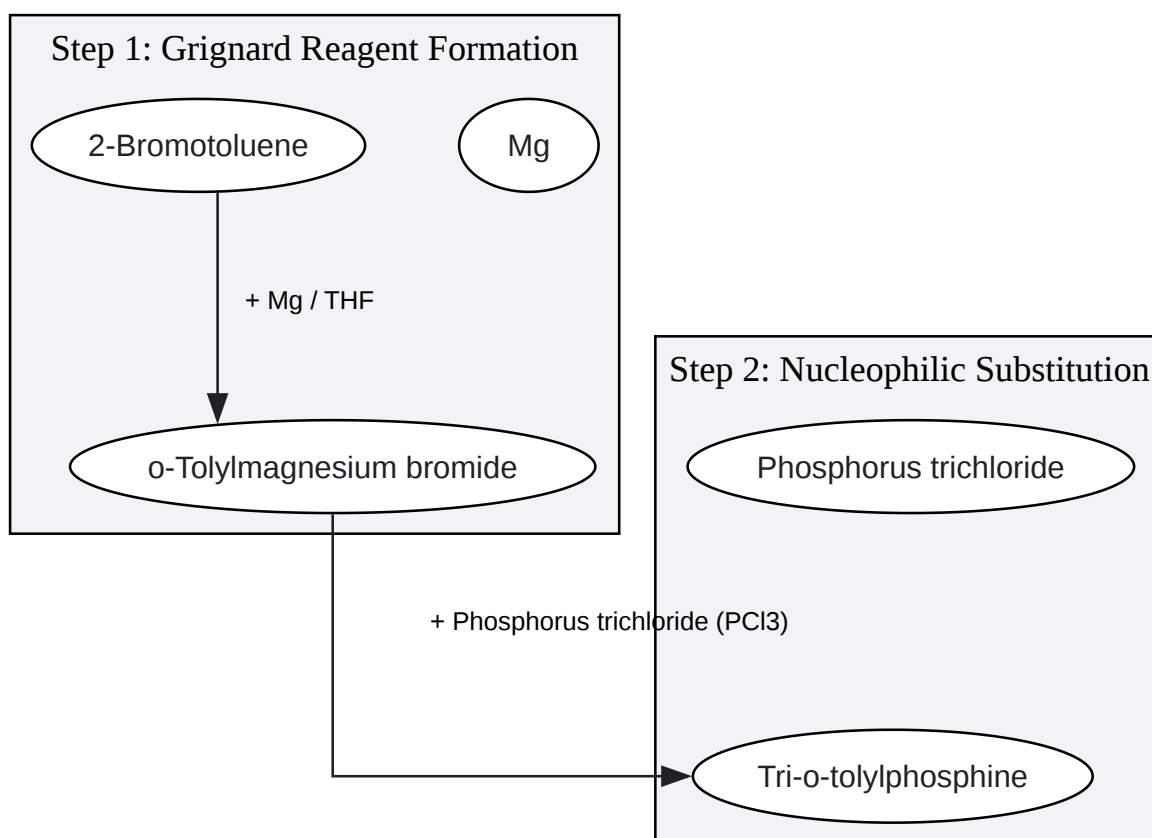 Step 1: Grignard Reagent Formation
2-Bromotoluene
Mg
+ Mg / THF
o-Tolylmagnesium bromide
Step 2: Nucleophilic Substitution
Phosphorus trichloride
+ Phosphorus trichloride (PCl3)
Tri-o-tolylphosphine